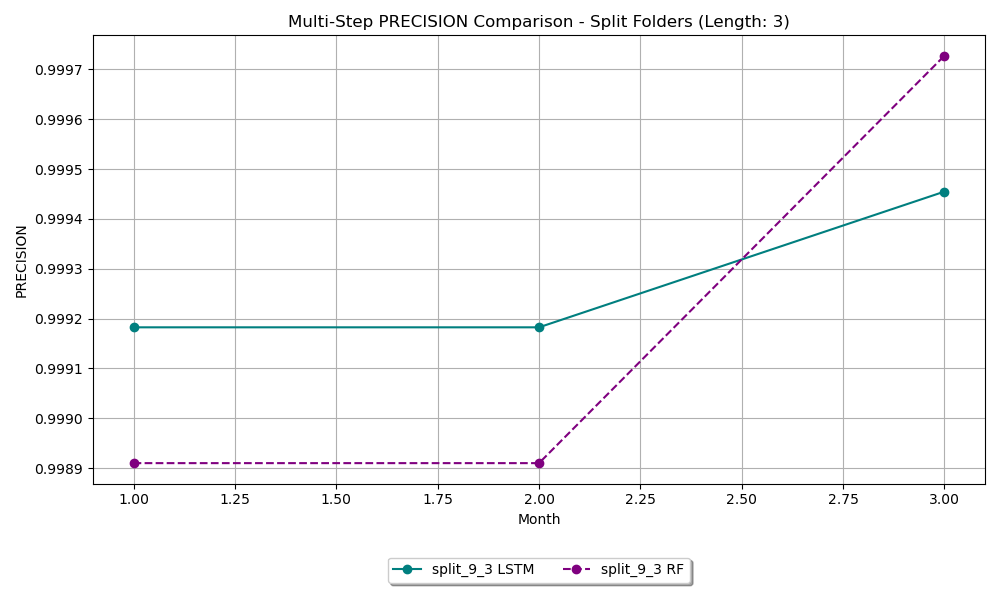 Multi-Step PRECISION Comparison - Split Folders (Length: 3)
PRECISION
0.9997
0.9996
0.9995
0.9994
0.9993
0.9992
0.9991
0.9990
0.9989
1.00 1.25 1.50 1.75 2.00 2.25 2.50 2.75 3.00
Month
split_9_3 LSTM split_9_3 RF